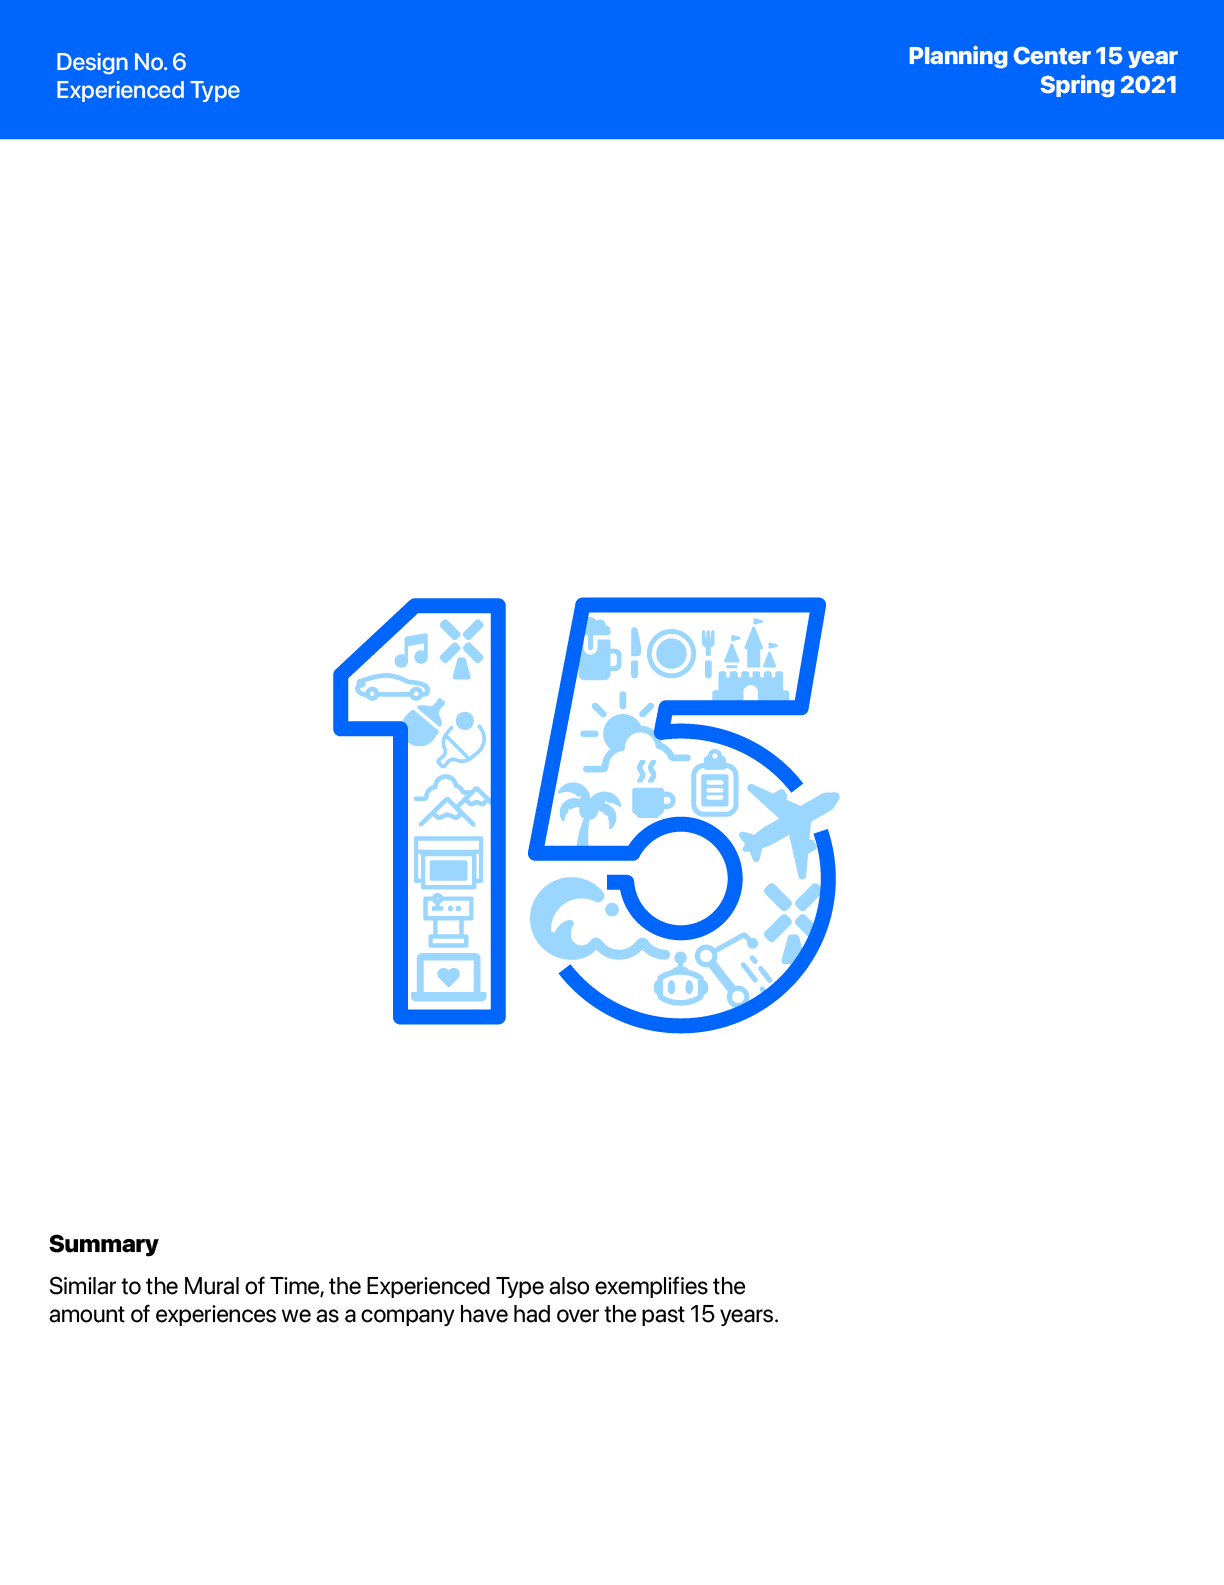 Design No. 6
Experienced Type
Planning Center 15 year
Spring 2021
15
Summary
Similar to the Mural of Time, the Experienced Type also exemplifies the
amount of experiences we as a company have had over the past 15 years.